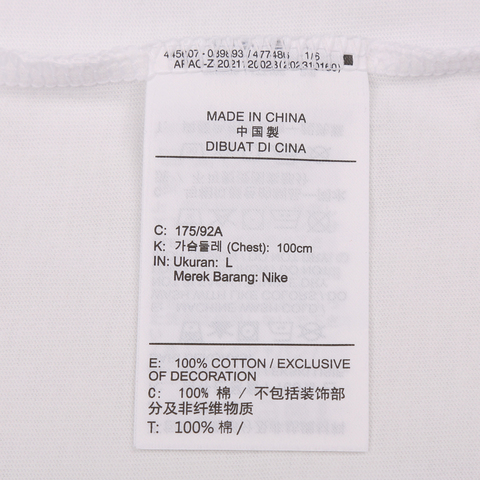 MADE IN CHINA
中国製
DIBUAT DI CINA
C: 175/92A
K: 가슴둘레 (Chest): 100cm
IN: Ukuran: L
Merek Barang: Nike
E: 100% COTTON / EXCLUSIVE
OF DECORATION
C: 100% 棉 / 不包括装饰部
分及非纤维物质
T: 100% 棉 /